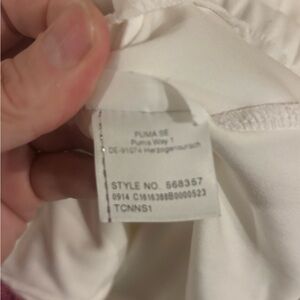 PUMA SE
Puma Way 1
DE-91074 Herzogenaurach
STYLE NO. 568357
0914 C1616388B0000523
TCNNS1